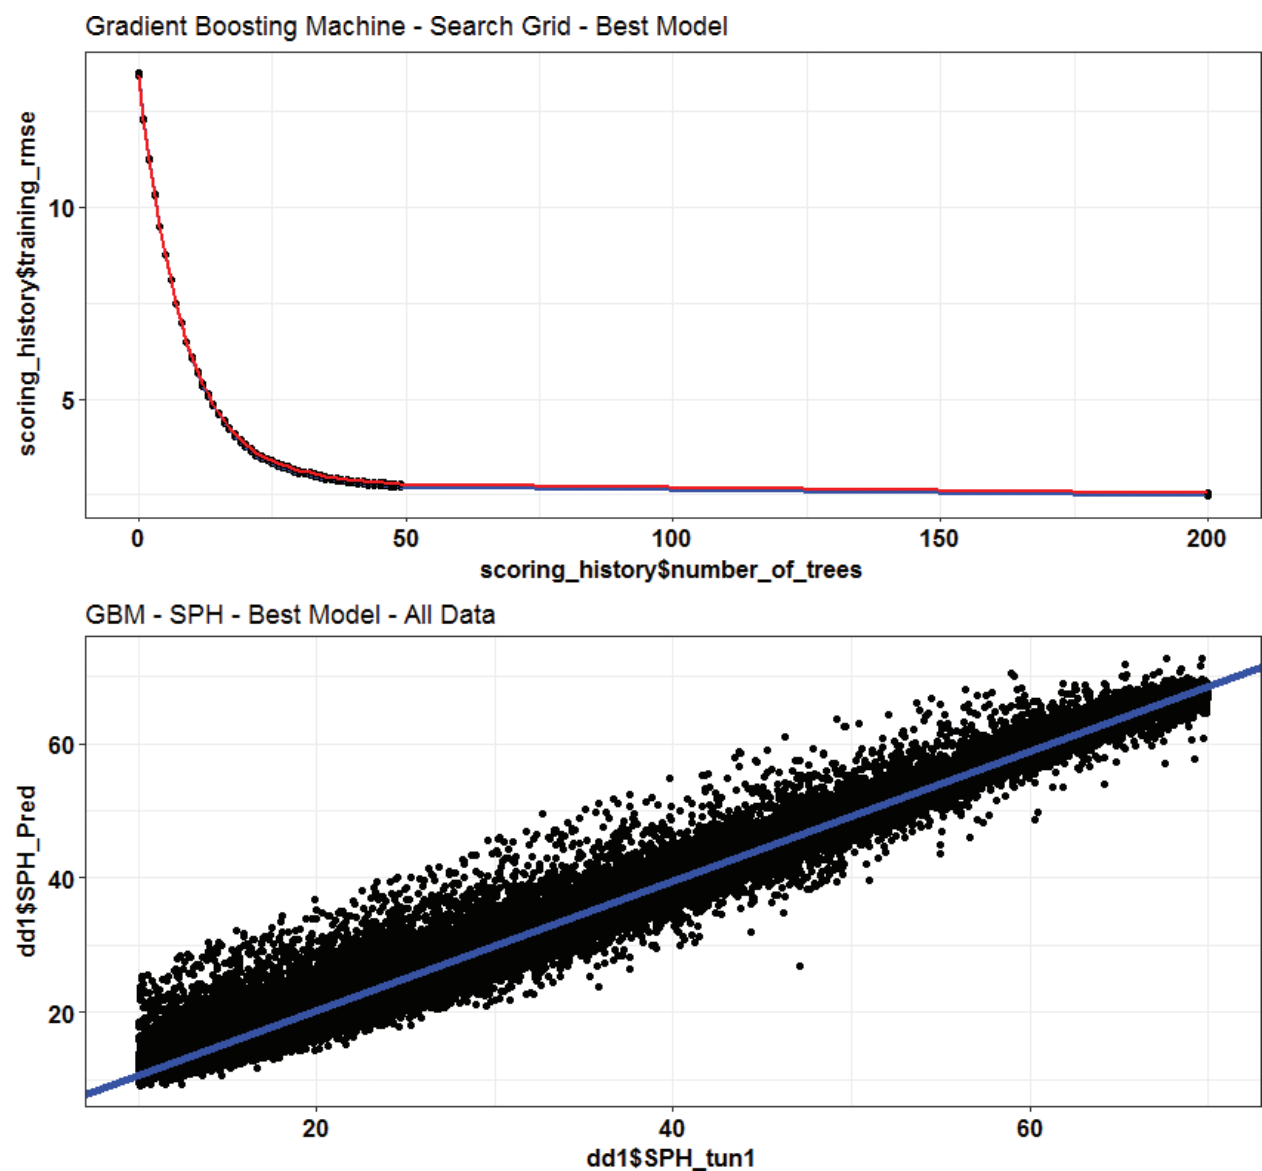 Gradient Boosting Machine - Search Grid - Best Model
scoring_history$training_rmse
10
5
0 50 100 150 200
scoring_history$number_of_trees
GBM - SPH - Best Model - All Data
dd1$SPH_Pred
60
40
20
20 40 60
dd1$SPH_tun1